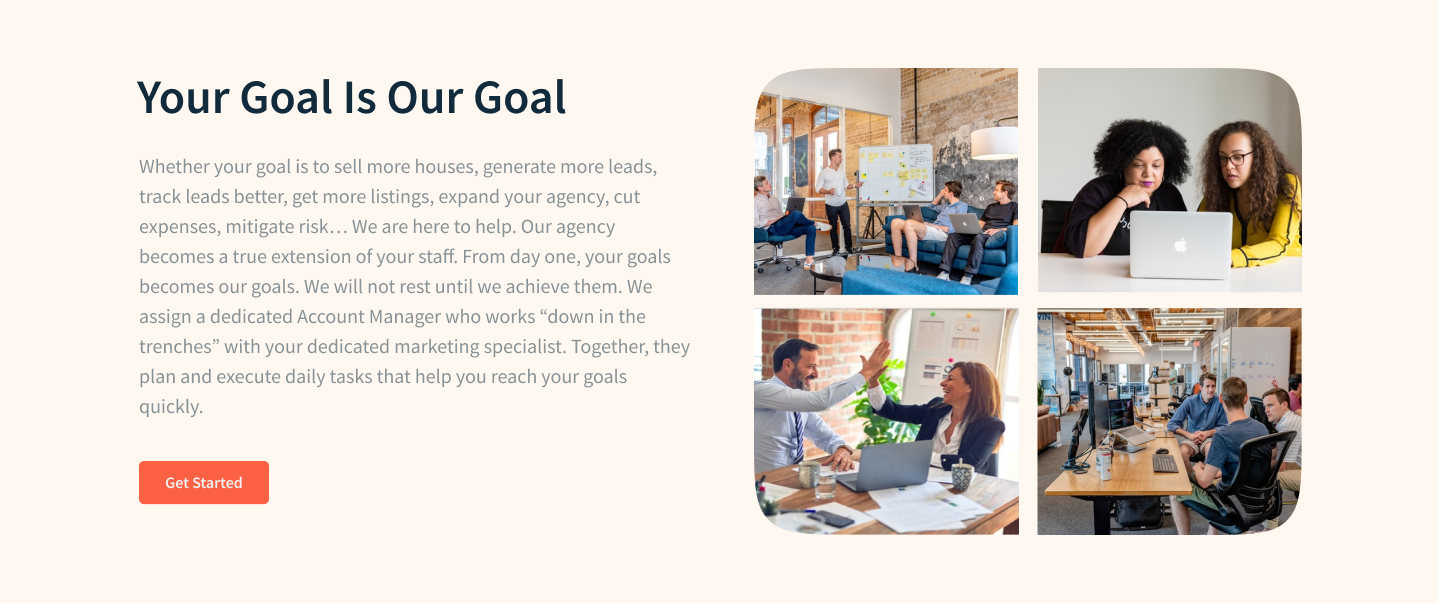 Your Goal Is Our Goal
Whether your goal is to sell more houses, generate more leads,
track leads better, get more listings, expand your agency, cut
expenses, mitigate risk… We are here to help. Our agency
becomes a true extension of your staff. From day one, your goals
becomes our goals. We will not rest until we achieve them. We
assign a dedicated Account Manager who works “down in the
trenches” with your dedicated marketing specialist. Together, they
plan and execute daily tasks that help you reach your goals
quickly.
Get Started